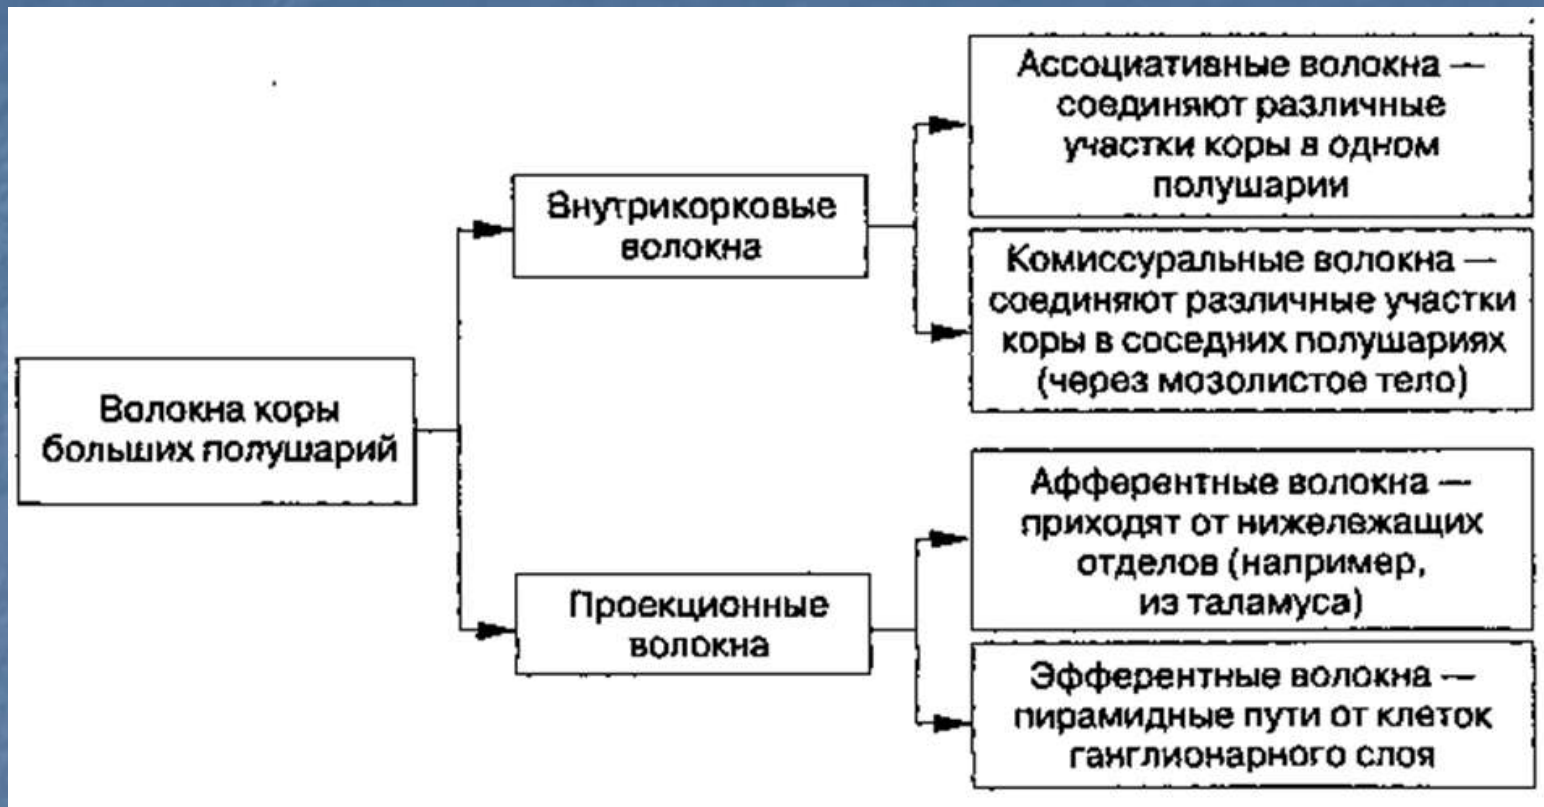 Волокна коры
больших полушарий
Внутрикорковые
волокна
Ассоциативные волокна —
соединяют различные
участки коры в одном
полушарии
Комиссуральные волокна —
соединяют различные участки
коры в соседних полушариях
(через мозолистое тело)
Проекционные
волокна
Афферентные волокна —
приходят от нижележащих
отделов (например,
из таламуса)
Эфферентные волокна —
пирамидные пути от клеток
ганглионарного слоя